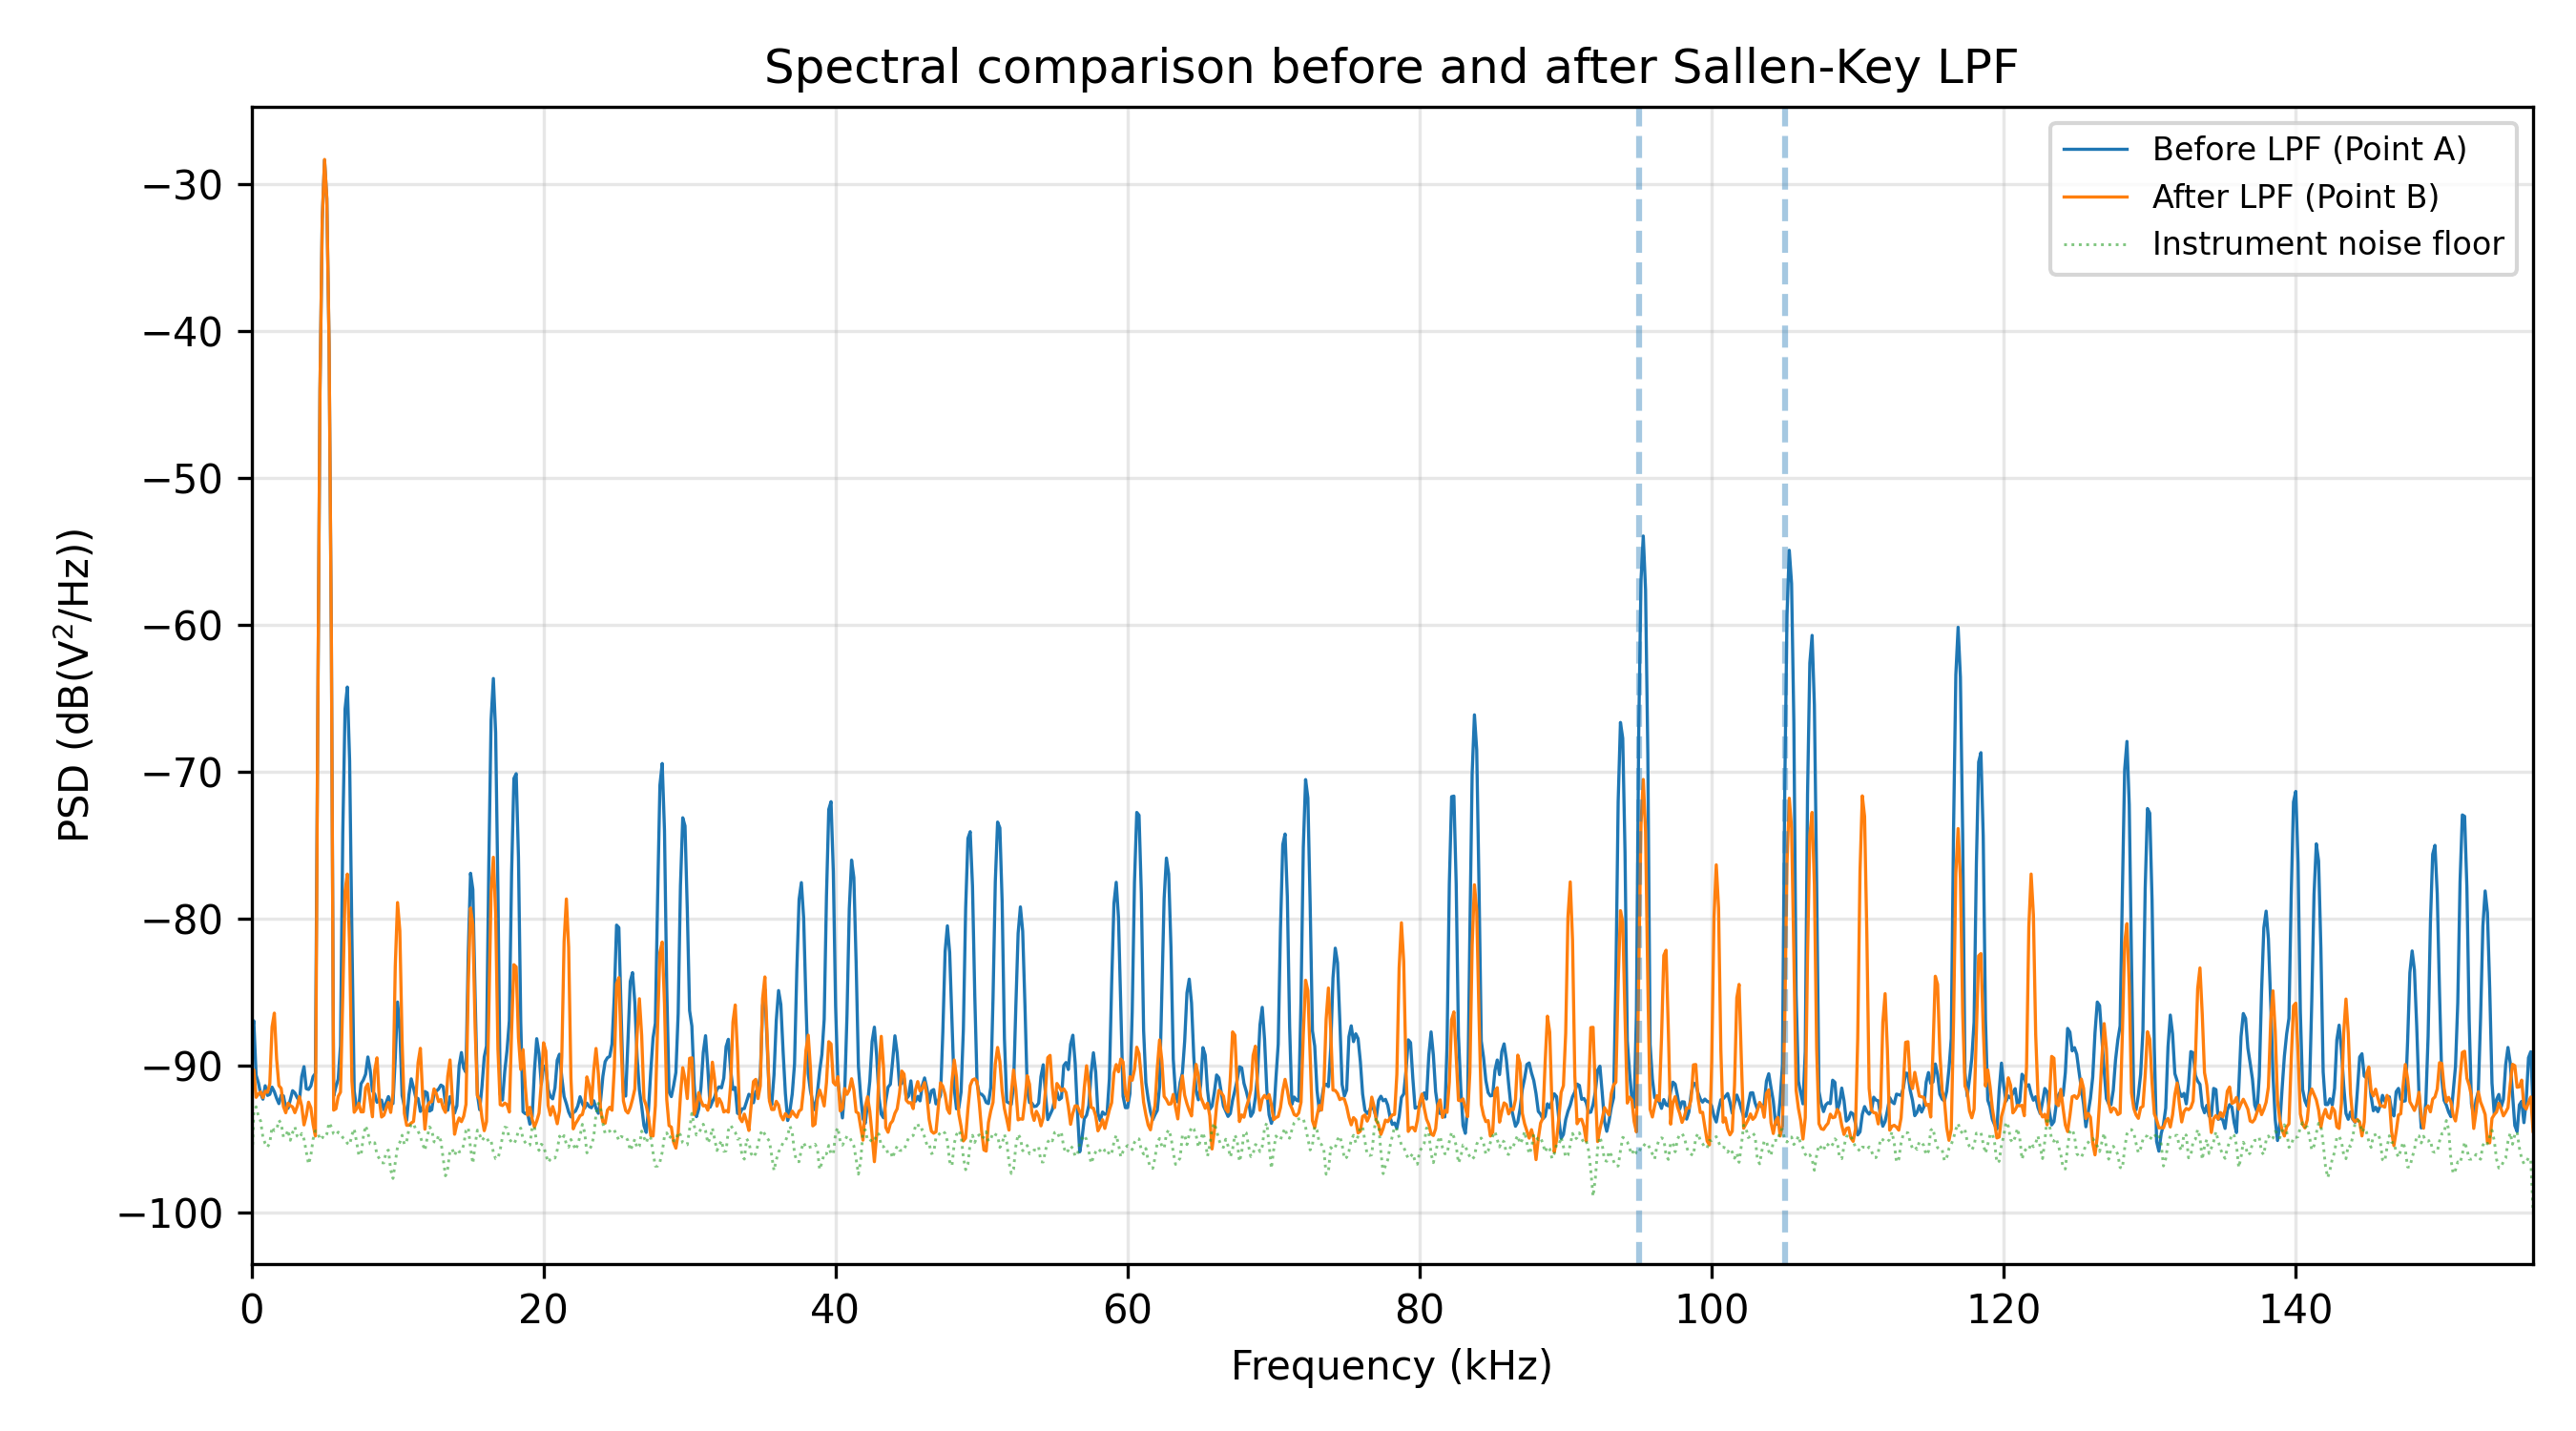 Spectral comparison before and after Sallen-Key LPF
Before LPF (Point A)
After LPF (Point B)
Instrument noise floor
PSD (dB(V²/Hz))
−30
−40
−50
−60
−70
−80
−90
−100
0 20 40 60 80 100 120 140
Frequency (kHz)